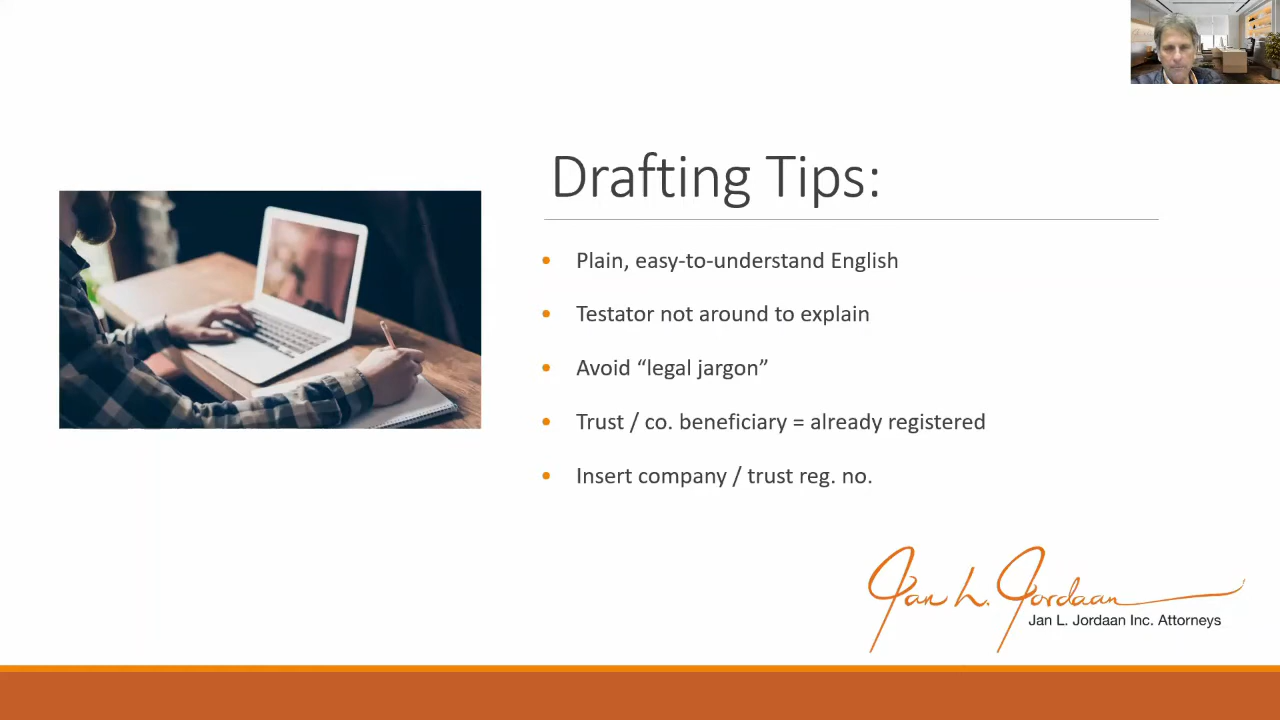 Drafting Tips:
• Plain, easy-to-understand English
• Testator not around to explain
• Avoid “legal jargon”
• Trust / co. beneficiary = already registered
• Insert company / trust reg. no.
Jan L. Jordaan
Jan L. Jordaan Inc. Attorneys